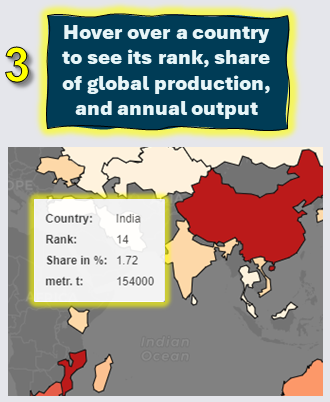 3
Hover over a country
to see its rank, share
of global production,
and annual output
OPE
Country: India
Rank: 14
Share in %: 1.72
metr. t: 154000
Indian
Ocean